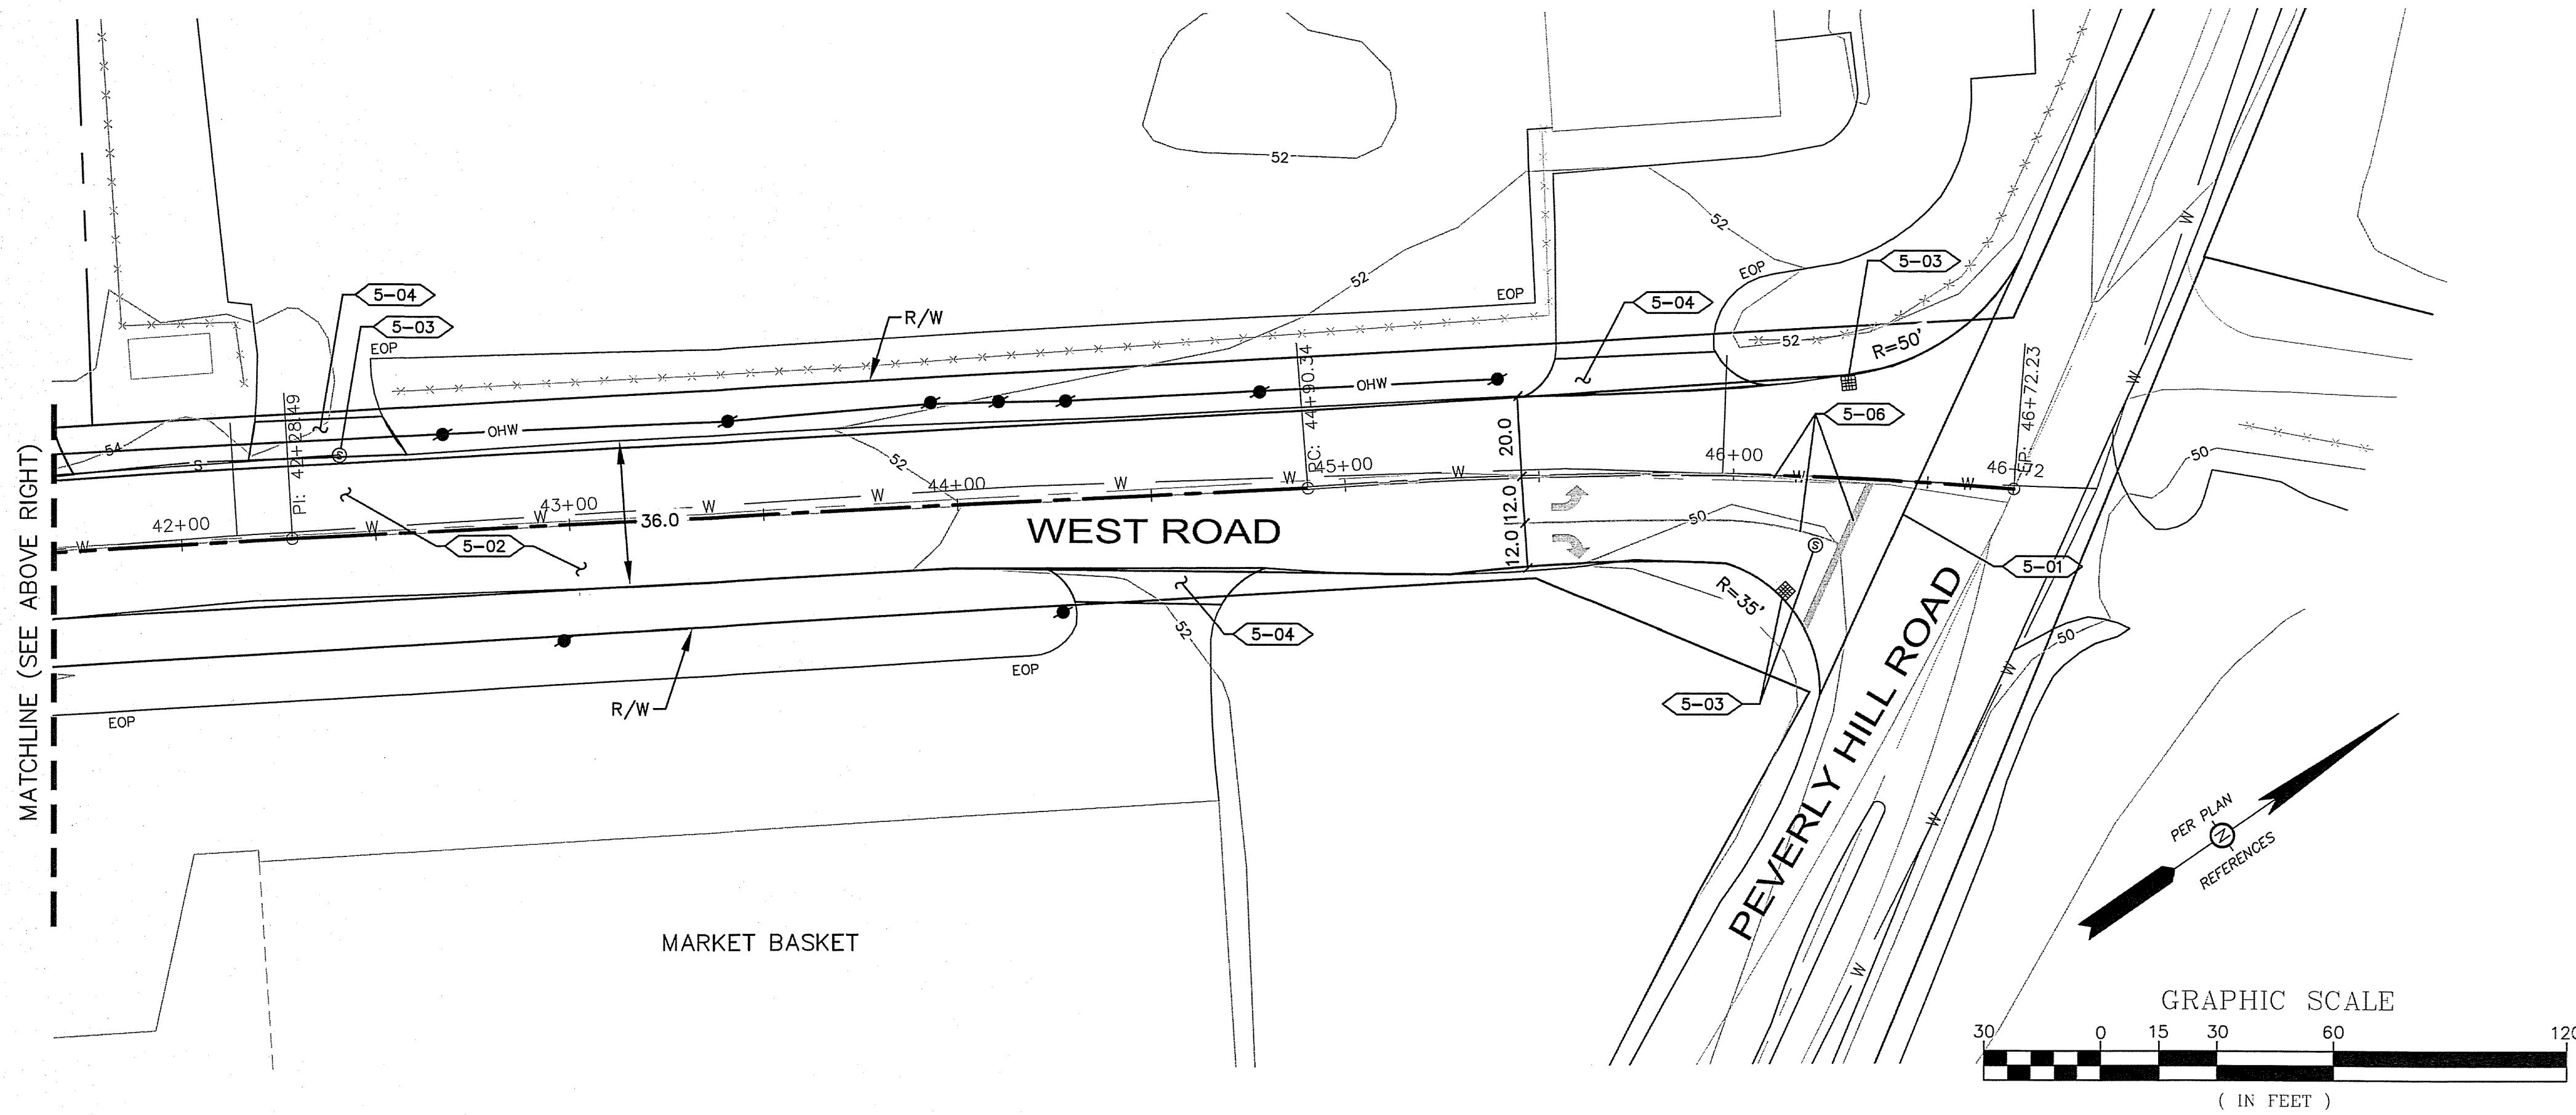 52
52
EOP
5-03
52
5-04
5-04
EOP
R/W
5-03
EOP
52
R=50'
OHW
PI: 42+28.49
PC: 44+90.34
EP: 46+72.23
5-06
54
OHW
S
S
20.0
52
W
45+00
W
46+00
W
46+72
W
W
W
W
44+00
W
W
50
42+00
W
43+00
W
36.0
WEST ROAD
12.0
12.0
50
S
W
5-02
5-01
5-04
52
R=35'
50
W
EOP
R/W
EOP
5-03
MATCHLINE (SEE ABOVE RIGHT)
PEVERLY HILL ROAD
W
W
PER PLAN
N
REFERENCES
MARKET BASKET
GRAPHIC SCALE
30 0 15 30 60 120
( IN FEET )